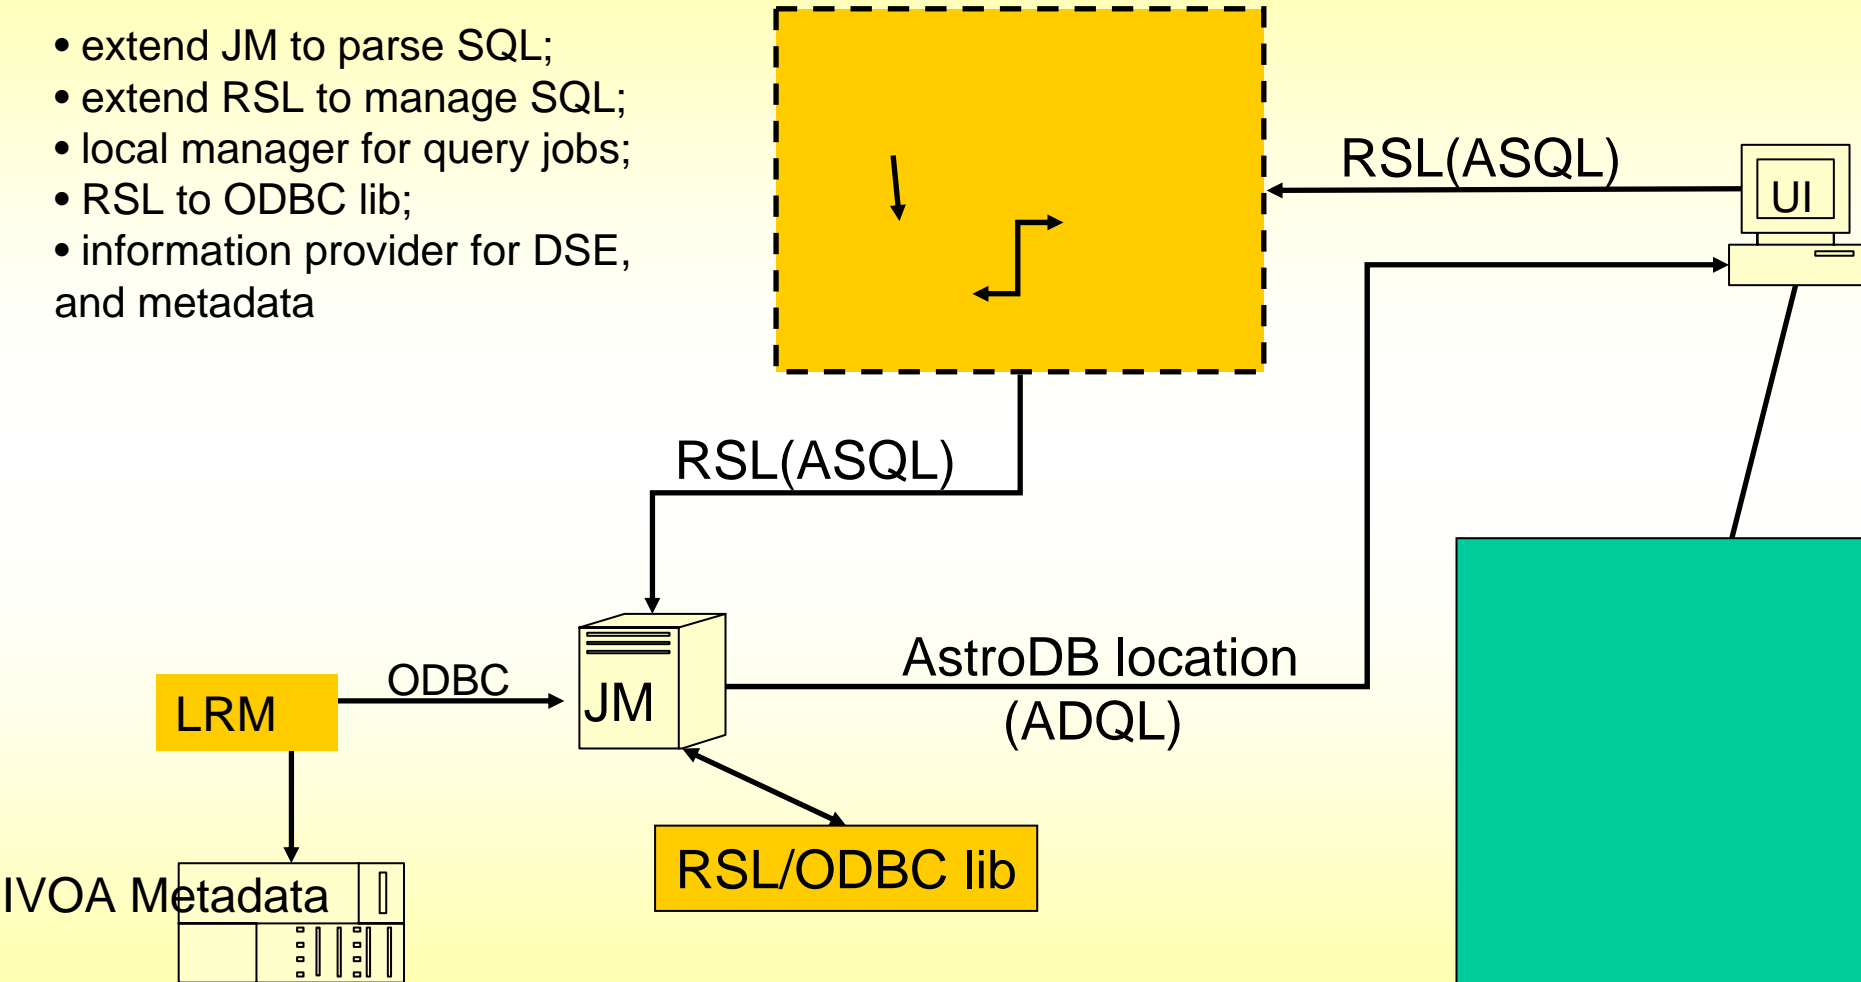 • extend JM to parse SQL;
• extend RSL to manage SQL;
• local manager for query jobs;
• RSL to ODBC lib;
• information provider for DSE,
and metadata
RSL(ASQL)
UI
RSL(ASQL)
AstroDB location
(ADQL)
ODBC
LRM
JM
RSL/ODBC lib
IVOA Metadata